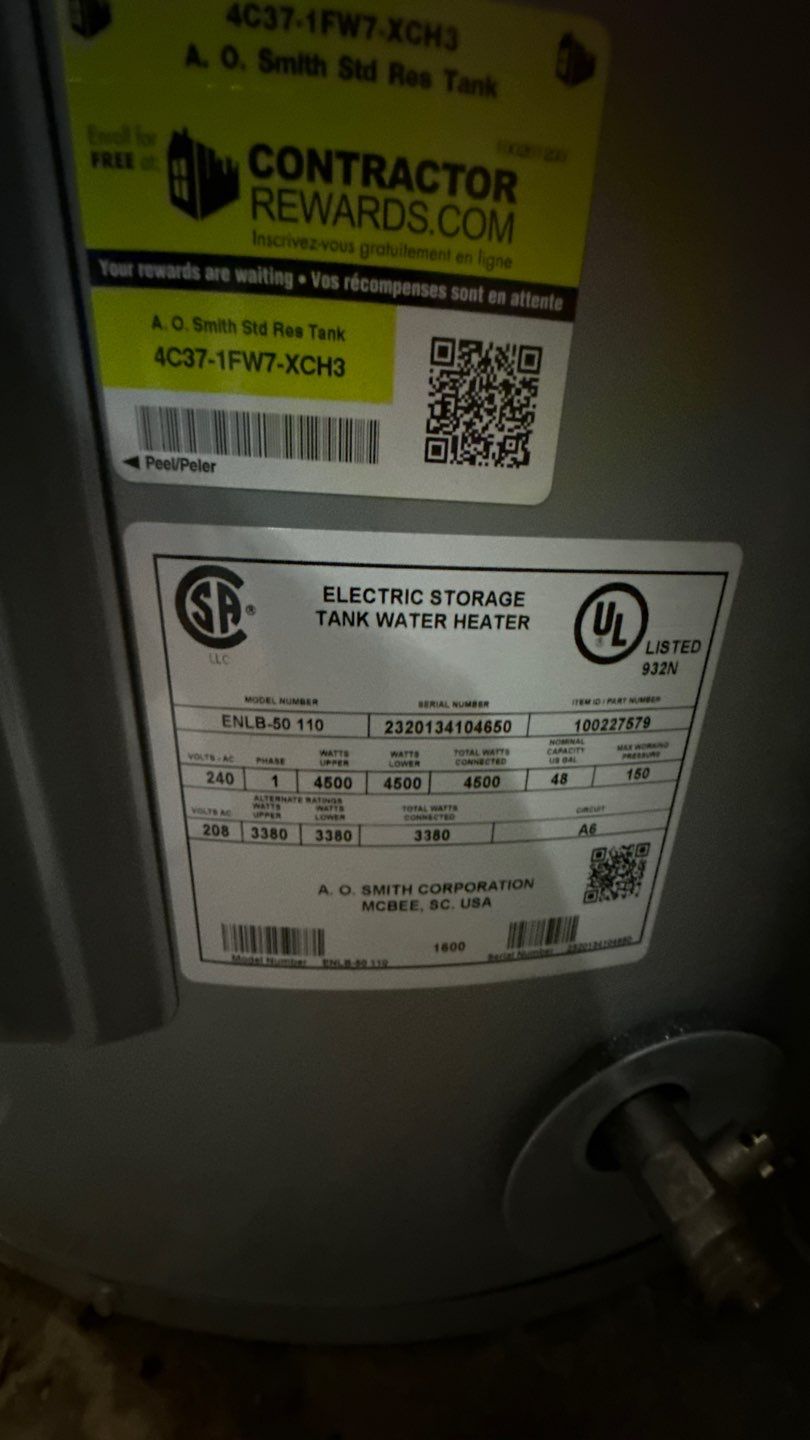 4C37-1FW7-XCH3
A. O. Smith Std Res Tank
Enroll for
FREE at:
CONTRACTOR
REWARDS.COM
Inscrivez-vous gratuitement en ligne
Your rewards are waiting • Vos récompenses sont en attente
A. O. Smith Std Res Tank
4C37-1FW7-XCH3
◄ Peel/Peler
SA ®
LLC
ELECTRIC STORAGE
TANK WATER HEATER
UL ®
LISTED
932N
MODEL NUMBER SERIAL NUMBER ITEM ID / PART NUMBER
ENLB-50 110 2320134104650 100227579
VOLTS - AC PHASE WATTS UPPER WATTS LOWER TOTAL WATTS CONNECTED NOMINAL CAPACITY US GAL MAX WORKING PRESSURE
240 1 4500 4500 4500 48 150
ALTERNATE RATINGS
VOLTS AC WATTS UPPER WATTS LOWER TOTAL WATTS CONNECTED CIRCUIT
208 3380 3380 3380 A6
A. O. SMITH CORPORATION
MCBEE, SC. USA
1600
Model Number ENLB-50 110 Serial Number 2320134104650